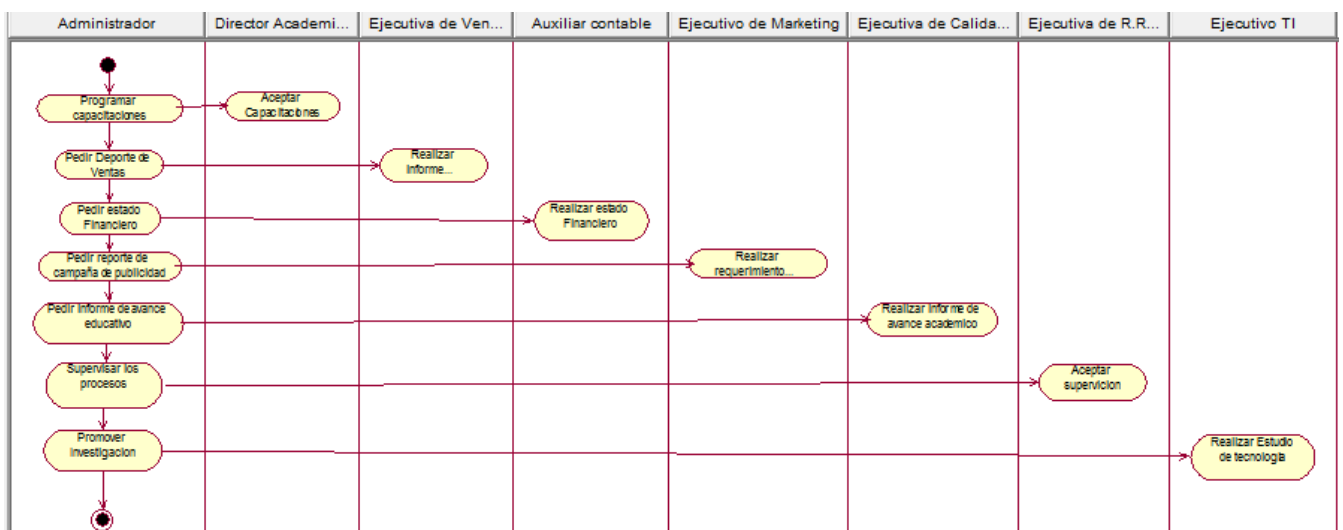 Administrador
Director Academi...
Ejecutiva de Ven...
Auxiliar contable
Ejecutivo de Marketing
Ejecutiva de Calida...
Ejecutiva de R.R...
Ejecutivo TI
Programar
capacitaciones
Aceptar
Capacitaciones
Pedir Deporte de
Ventas
Realizar
Informe...
Pedir estado
Financiero
Realizar estado
Financiero
Pedir reporte de
campaña de publicidad
Realizar
requerimiento...
Pedir Informe de avance
educativo
Realizar Informe de
avance academico
Supervisar los
procesos
Aceptar
supervicion
Promover
Investigacion
Realizar Estudio
de tecnologia